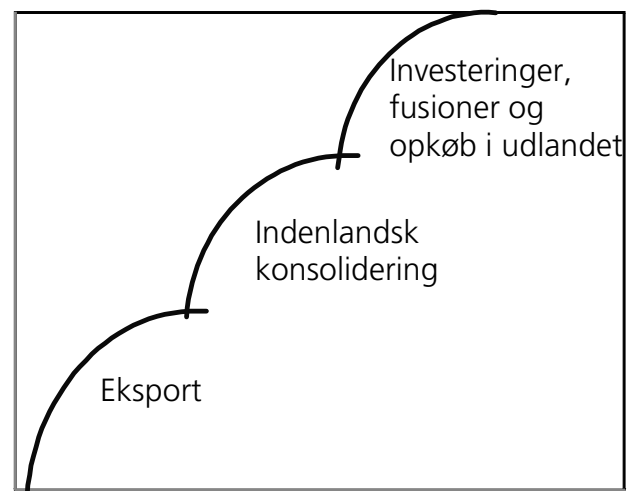 Investeringer,
fusioner og
opkøb i udlandet
Indenlandsk
konsolidering
Eksport